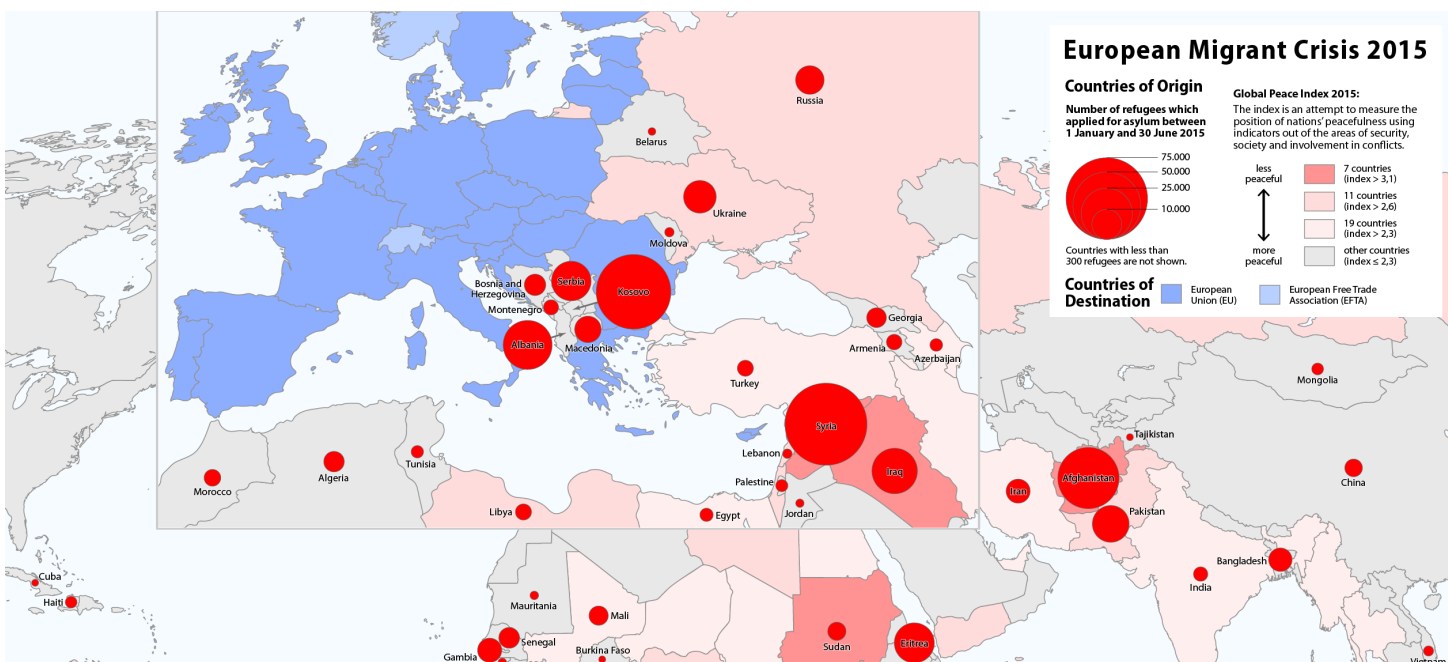 European Migrant Crisis 2015
Countries of Origin
Number of refugees which
applied for asylum between
1 January and 30 June 2015
75.000
50.000
25.000
10.000
Countries with less than
300 refugees are not shown.
Global Peace Index 2015:
The index is an attempt to measure the
position of nations' peacefulness using
indicators out of the areas of security,
society and involvement in conflicts.
less
peaceful
more
peaceful
7 countries
(index > 3,1)
11 countries
(index > 2,6)
19 countries
(index > 2,3)
other countries
(index ≤ 2,3)
Countries of
Destination
European
Union (EU)
European Free Trade
Association (EFTA)
Russia
Belarus
Ukraine
Moldova
Bosnia and
Herzegovina
Serbia
Kosovo
Montenegro
Albania
Macedonia
Georgia
Armenia
Azerbaijan
Turkey
Mongolia
Syria
Lebanon
Iraq
Palestine
Jordan
Tajikistan
Afghanistan
Iran
Pakistan
China
Morocco
Algeria
Tunisia
Libya
Egypt
Bangladesh
India
Cuba
Haiti
Mauritania
Mali
Senegal
Gambia
Burkina Faso
Sudan
Eritrea
Vietnam